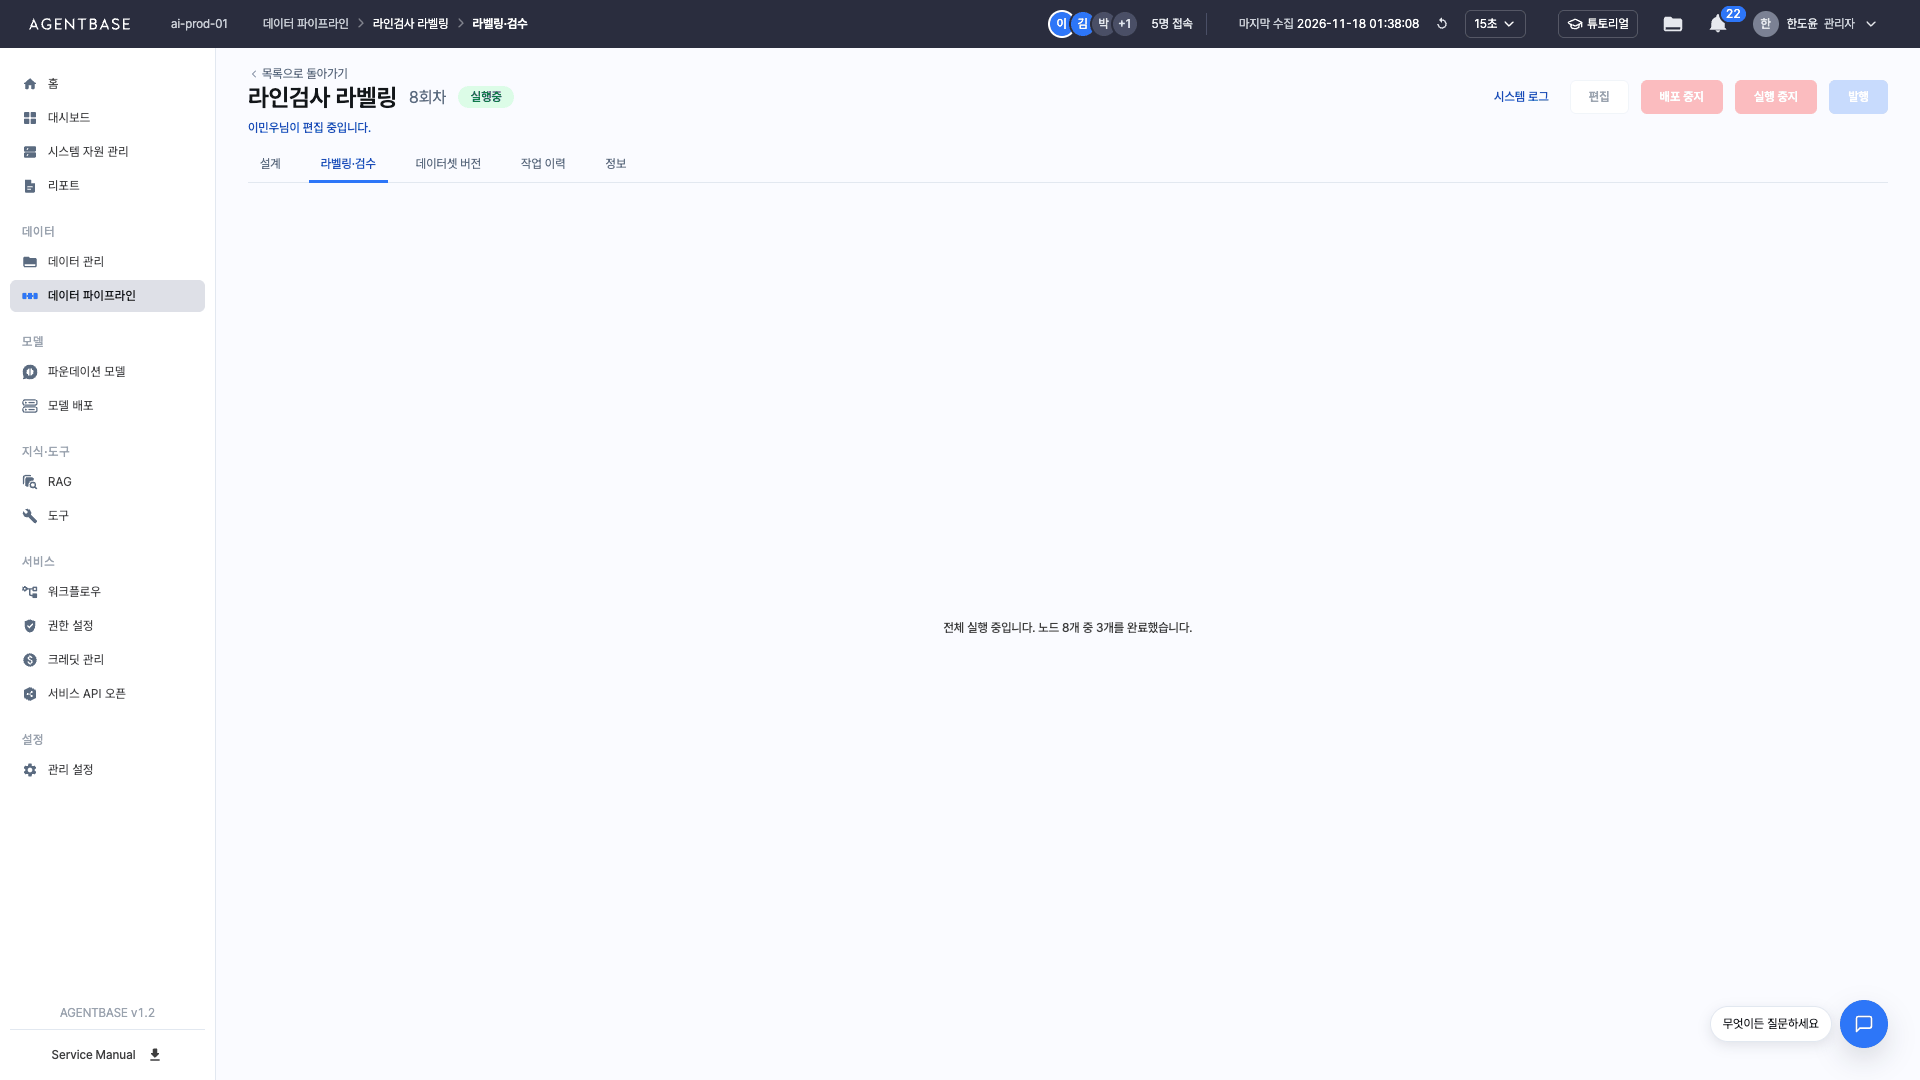 AGENTBASE
ai-prod-01
데이터 파이프라인 > 라인검사 라벨링 > 라벨링·검수
이 김 박 +1 5명 접속
마지막 수집 2026-11-18 01:38:08
15초
튜토리얼
22
한 한도윤 관리자
홈
대시보드
시스템 자원 관리
리포트
데이터
데이터 관리
데이터 파이프라인
모델
파운데이션 모델
모델 배포
지식·도구
RAG
도구
서비스
워크플로우
권한 설정
크레딧 관리
서비스 API 오픈
설정
관리 설정
AGENTBASE v1.2
Service Manual
목록으로 돌아가기
라인검사 라벨링 8회차 실행중
이민우님이 편집 중입니다.
시스템 로그 편집 배포 중지 실행 중지 발행
설계 라벨링·검수 데이터셋 버전 작업 이력 정보
전체 실행 중입니다. 노드 8개 중 3개를 완료했습니다.
무엇이든 질문하세요